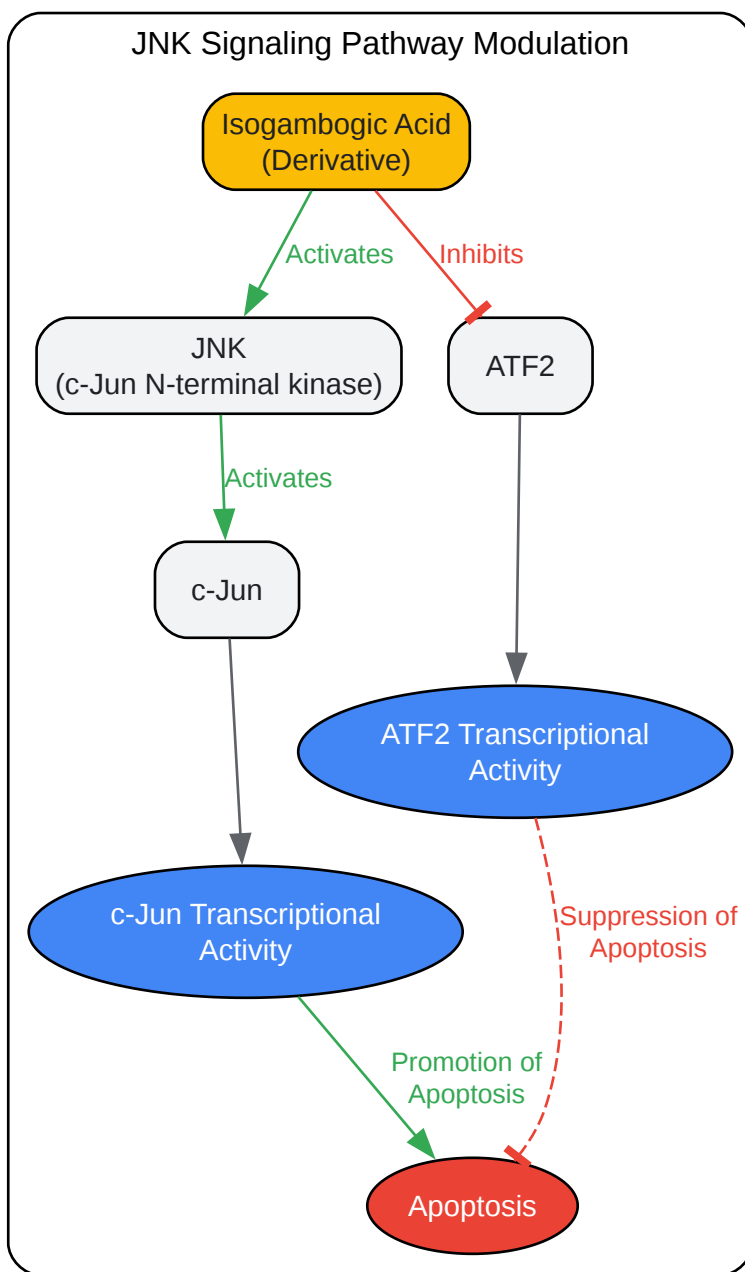 JNK Signaling Pathway Modulation
Isogambogic Acid
(Derivative)
Activates
Inhibits
JNK
(c-Jun N-terminal kinase)
ATF2
Activates
c-Jun
ATF2 Transcriptional
Activity
c-Jun Transcriptional
Activity
Suppression of
Apoptosis
Promotion of
Apoptosis
Apoptosis